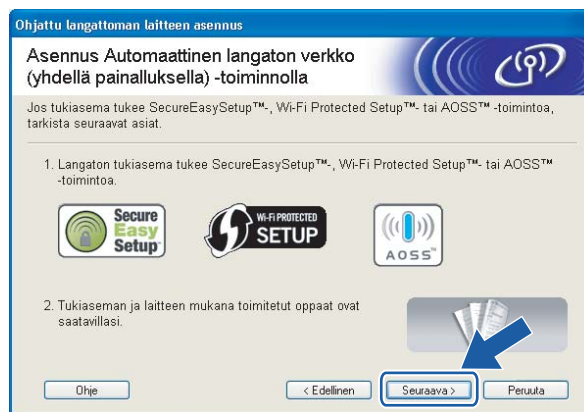 Ohjattu langattoman laitteen asennus
Asennus Automaattinen langaton verkko
(yhdellä painalluksella) -toiminnolla
Jos tukiasema tukee SecureEasySetup™-, Wi-Fi Protected Setup™- tai AOSS™ -toimintoa,
tarkista seuraavat asiat.
1. Langaton tukiasema tukee SecureEasySetup™-, Wi-Fi Protected Setup™- tai AOSS™
-toimintoa.
Secure
Easy
Setup™
WI-FI PROTECTED
SETUP
AOSS™
2. Tukiaseman ja laitteen mukana toimitetut oppaat ovat
saatavillasi.
Ohje
< Edellinen
Seuraava >
Peruuta